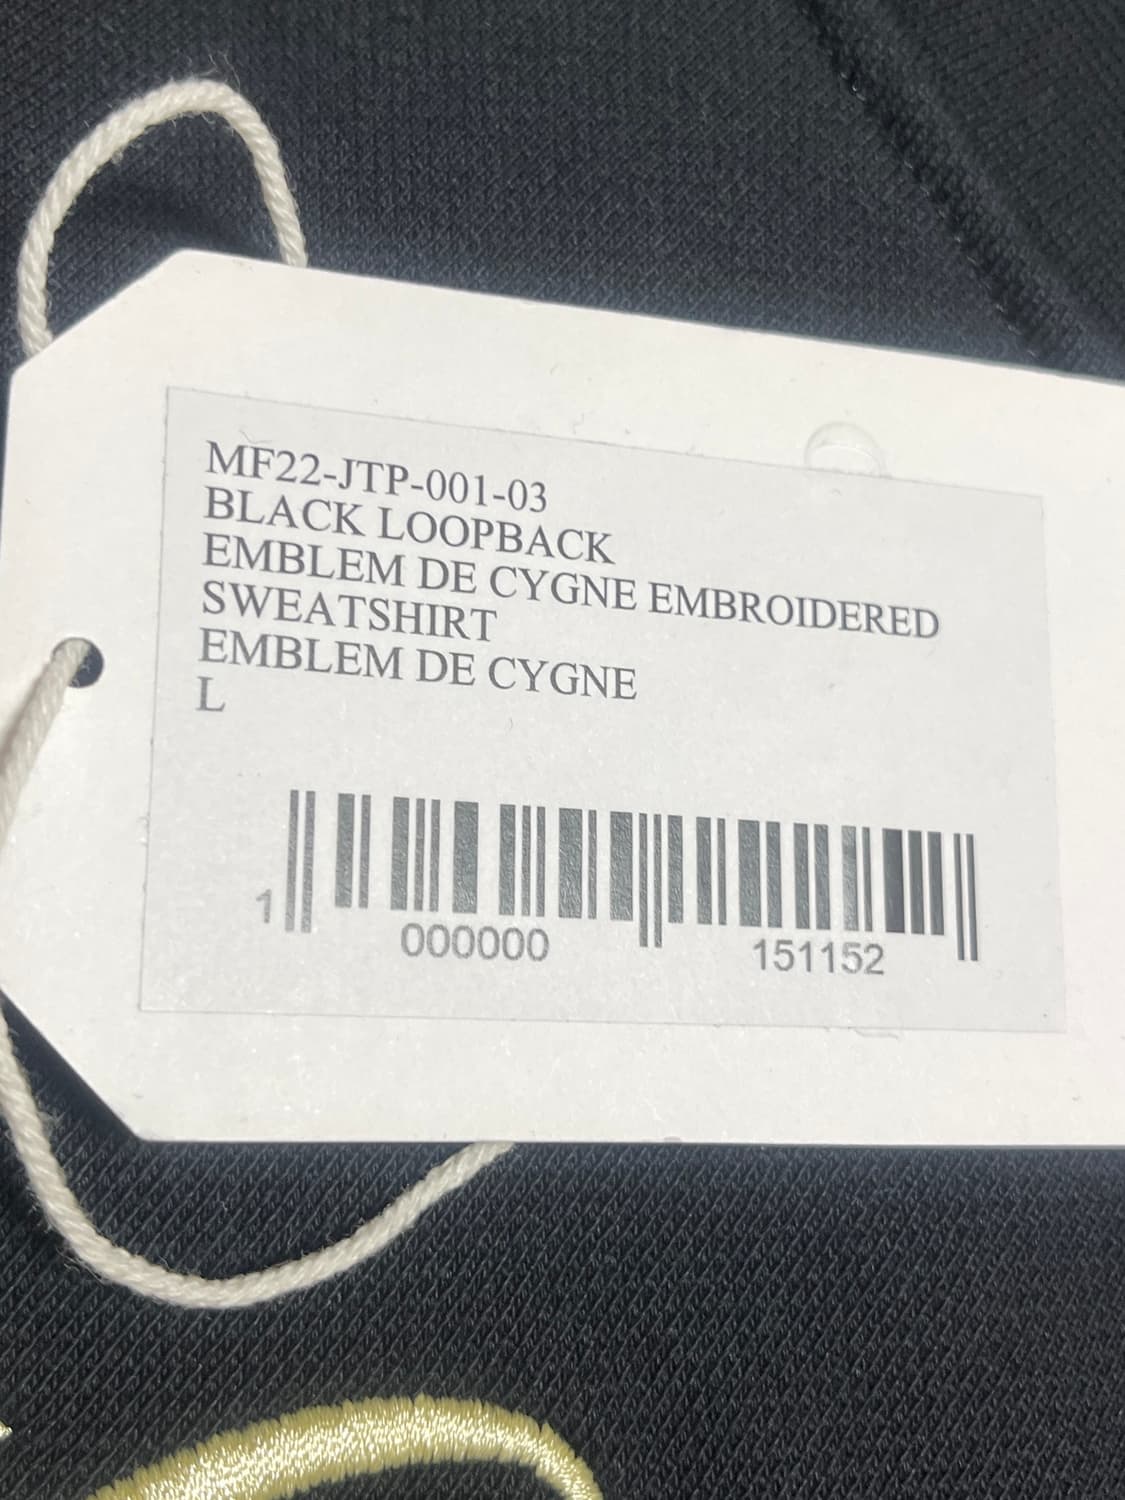 MF22-JTP-001-03
BLACK LOOPBACK
EMBLEM DE CYGNE EMBROIDERED
SWEATSHIRT
EMBLEM DE CYGNE
L
1 000000 151152